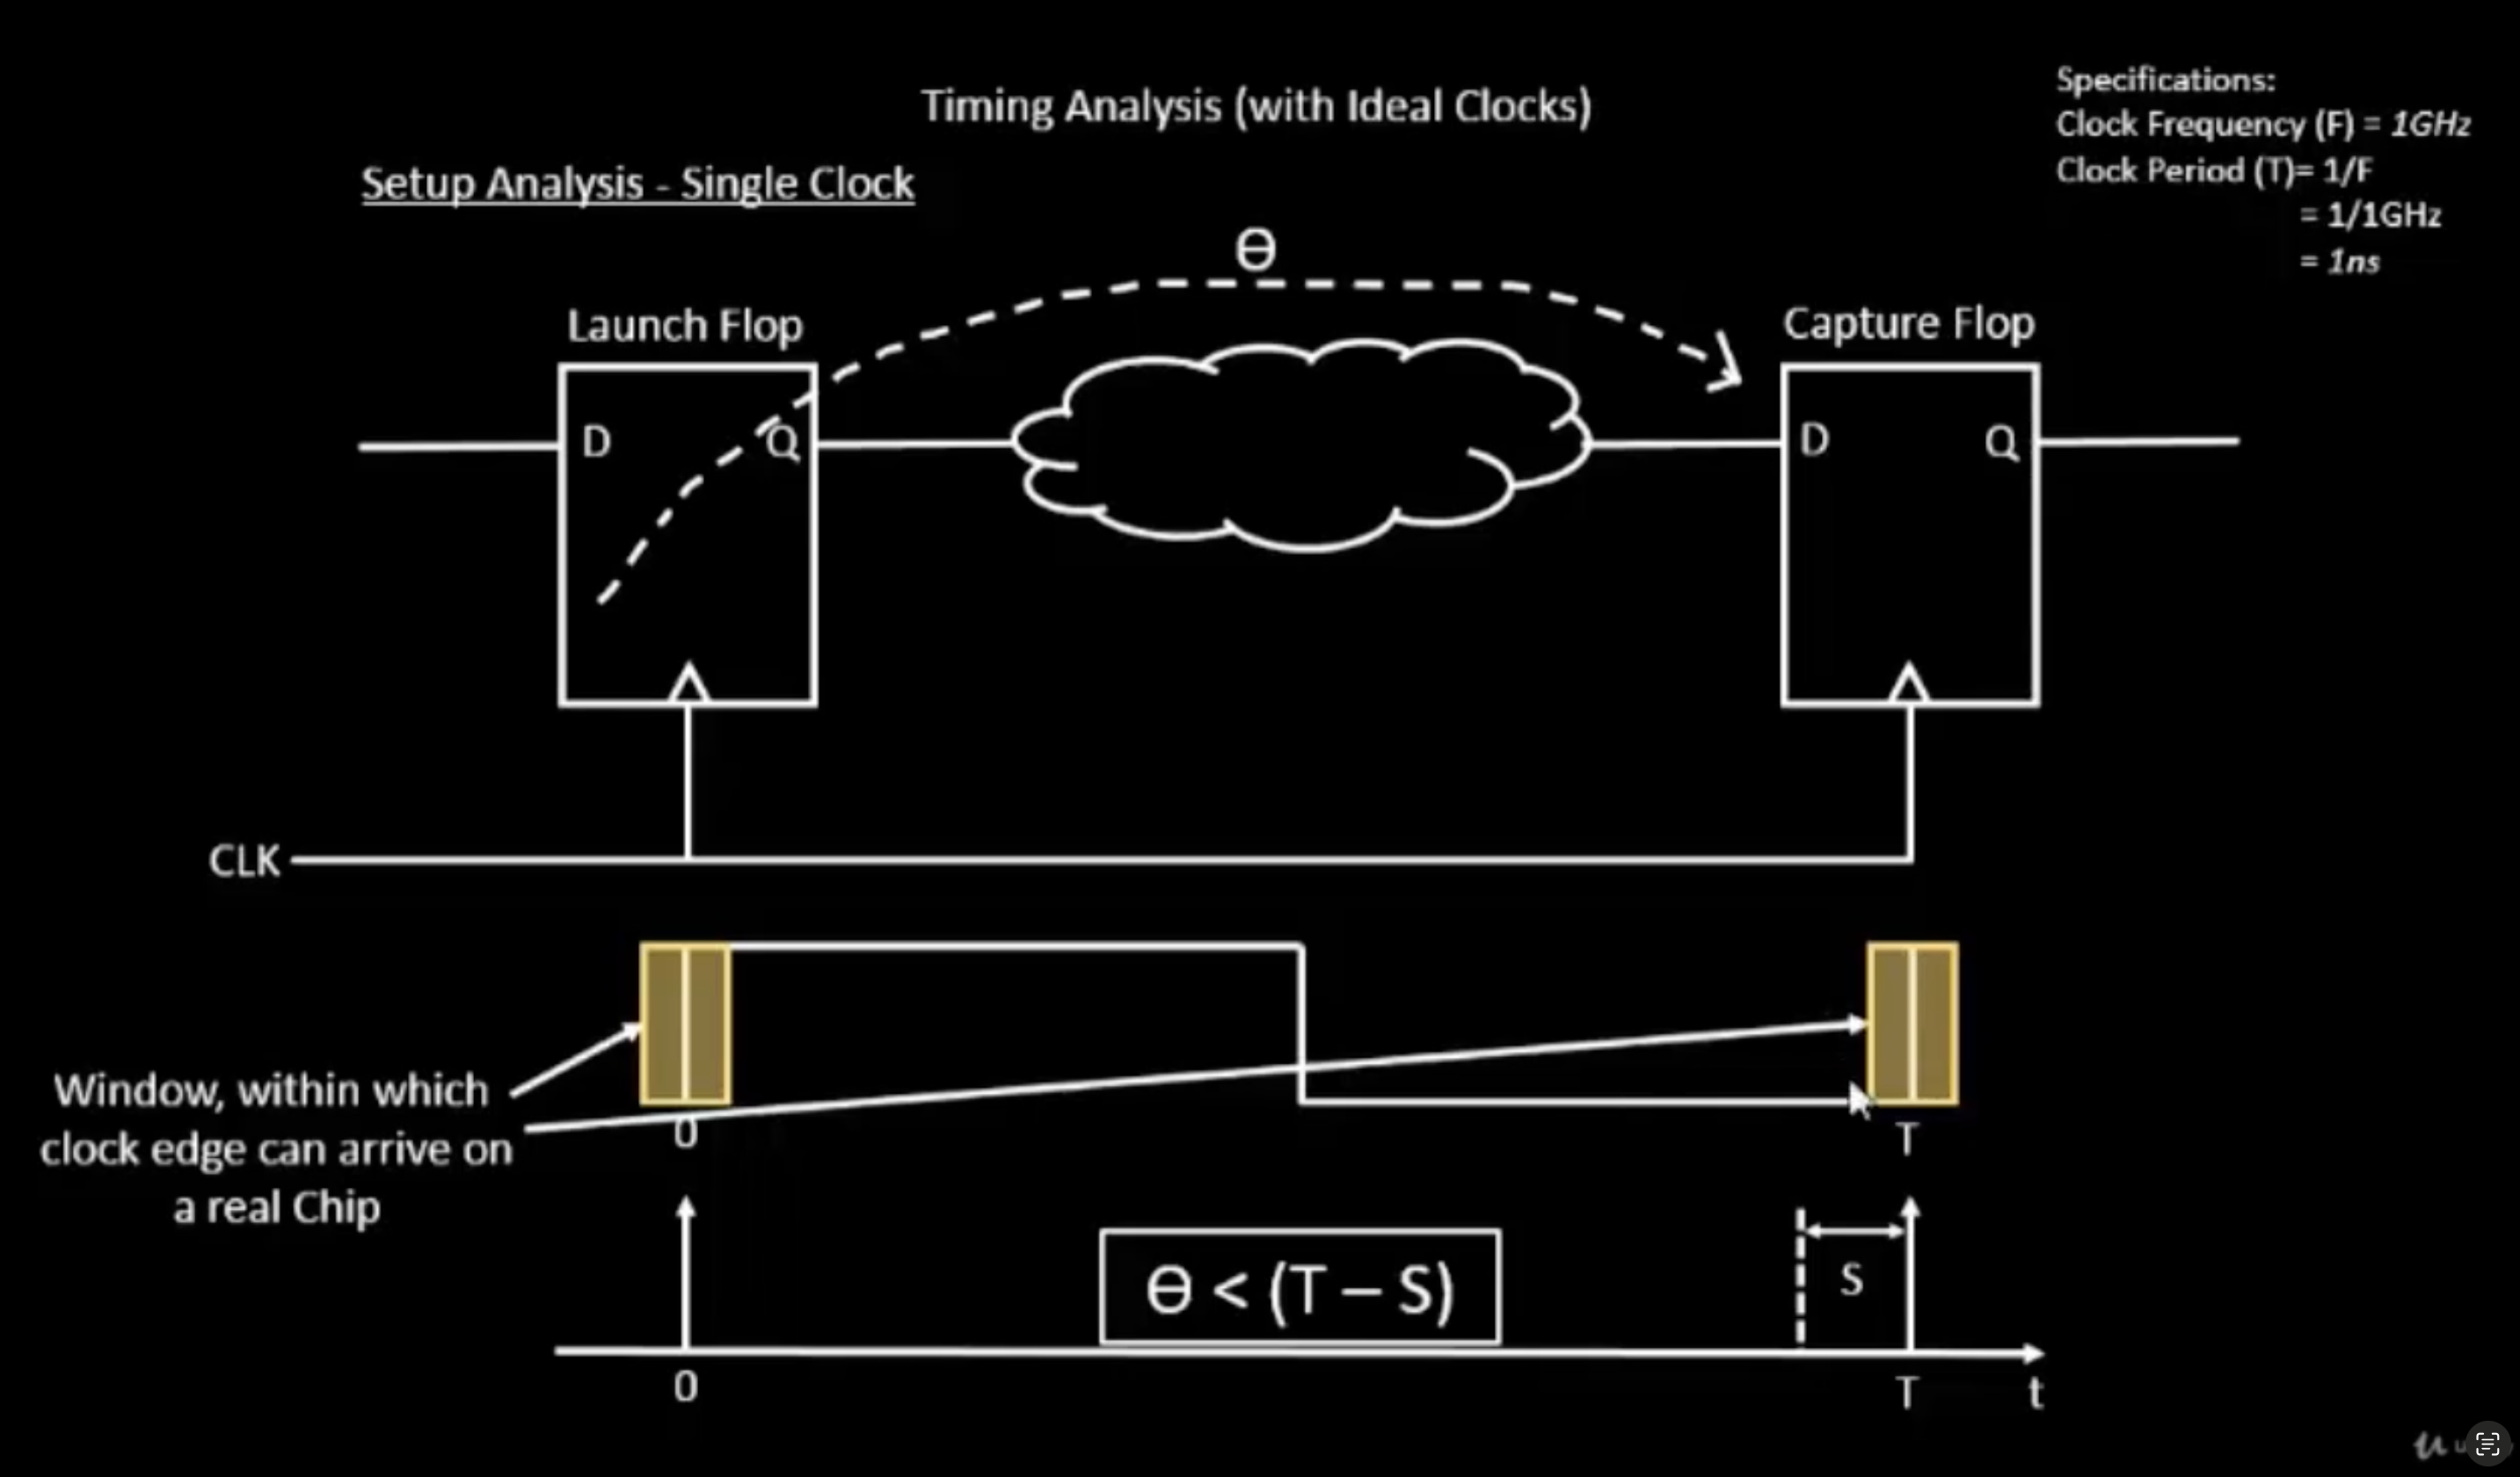 Timing Analysis (with Ideal Clocks)
Specifications:
Clock Frequency (F) = 1GHz
Clock Period (T)= 1/F
= 1/1GHz
= 1ns
Setup Analysis - Single Clock
Ɵ
Launch Flop
Capture Flop
D
Q
D
Q
CLK
Window, within which
clock edge can arrive on
a real Chip
0
T
Ɵ < (T – S)
S
0
T
t